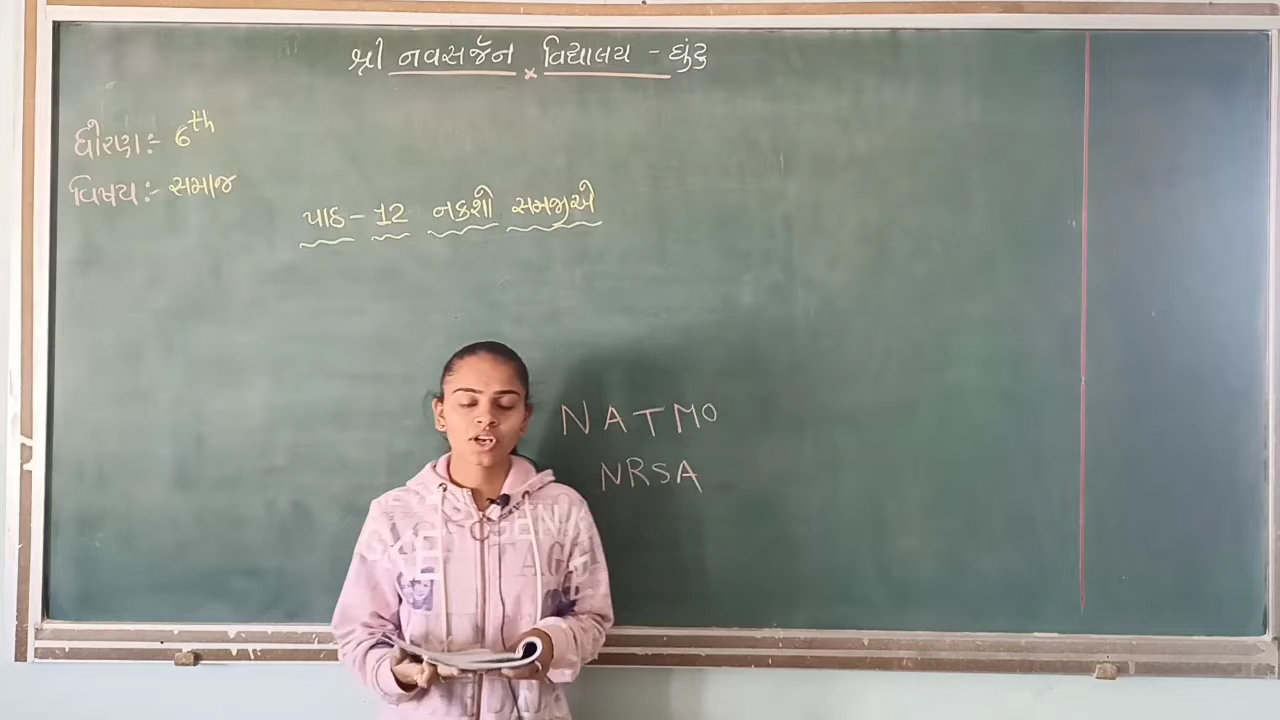 શ્રી નવસર્જન વિદ્યાલય - ઘુંટુ
ધોરણ :- 6th
વિષય :- સમાજ
પાઠ - 12 નકશો સમજીએ
NATMO
NRSA